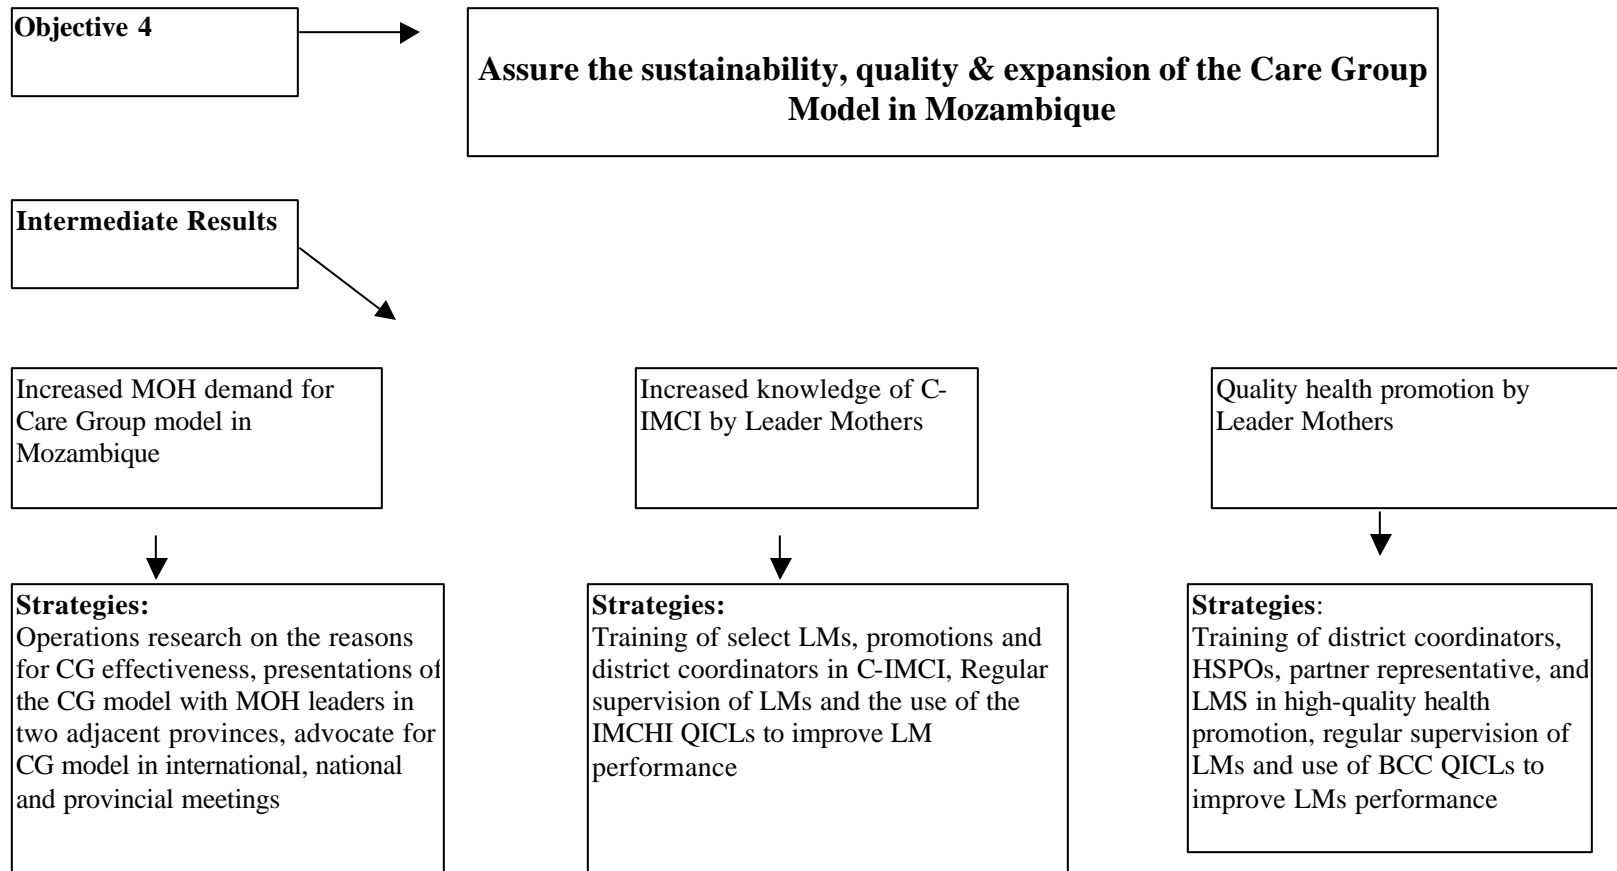 Objective 4
Assure the sustainability, quality & expansion of the Care Group
Model in Mozambique
Intermediate Results
Increased MOH demand for
Care Group model in
Mozambique
Increased knowledge of C-
IMCI by Leader Mothers
Quality health promotion by
Leader Mothers
Strategies:
Operations research on the reasons
for CG effectiveness, presentations of
the CG model with MOH leaders in
two adjacent provinces, advocate for
CG model in international, national
and provincial meetings
Strategies:
Training of select LMs, promotions and
district coordinators in C-IMCI, Regular
supervision of LMs and the use of the
IMCHI QICLs to improve LM
performance
Strategies:
Training of district coordinators,
HSPOs, partner representative, and
LMS in high-quality health
promotion, regular supervision of
LMs and use of BCC QICLs to
improve LMs performance